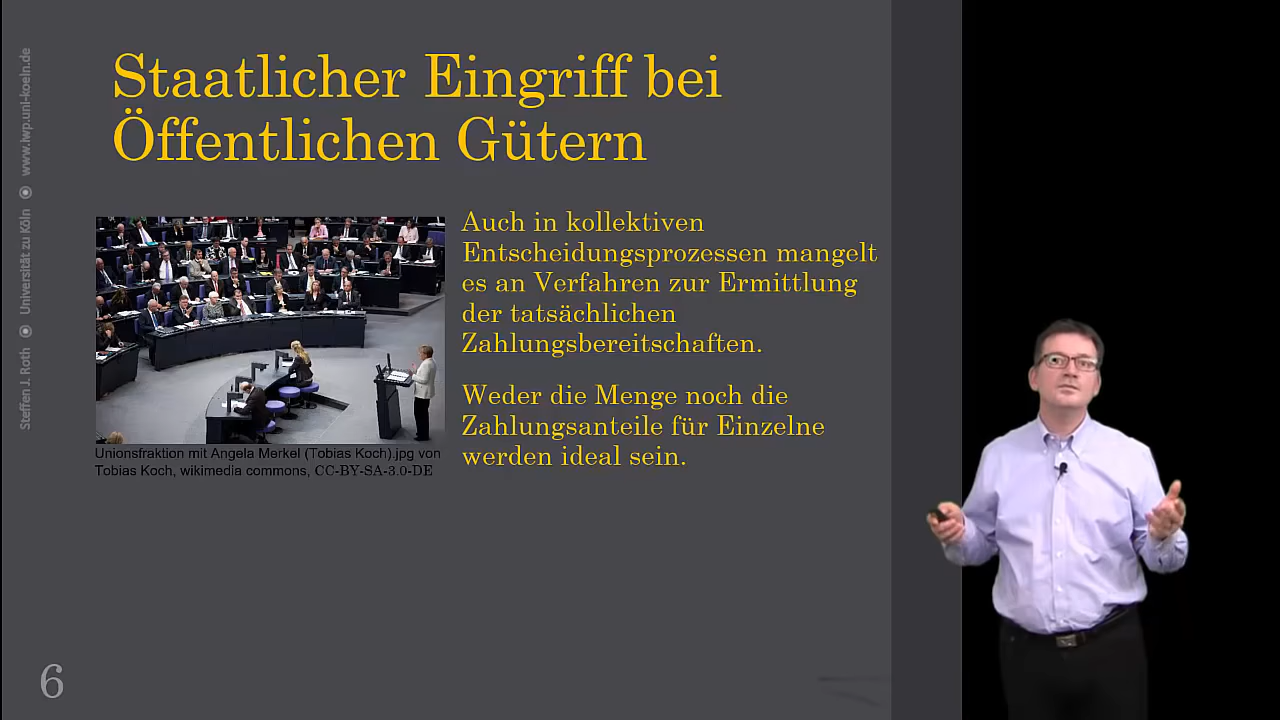 Staatlicher Eingriff bei
Öffentlichen Gütern
Auch in kollektiven
Entscheidungsprozessen mangelt
es an Verfahren zur Ermittlung
der tatsächlichen
Zahlungsbereitschaften.
Weder die Menge noch die
Zahlungsanteile für Einzelne
werden ideal sein.
Unionsfraktion mit Angela Merkel (Tobias Koch).jpg von
Tobias Koch, wikimedia commons, CC-BY-SA-3.0-DE
Steffen J. Roth ◉ Universität zu Köln ◉ www.iwp.uni-koeln.de
6